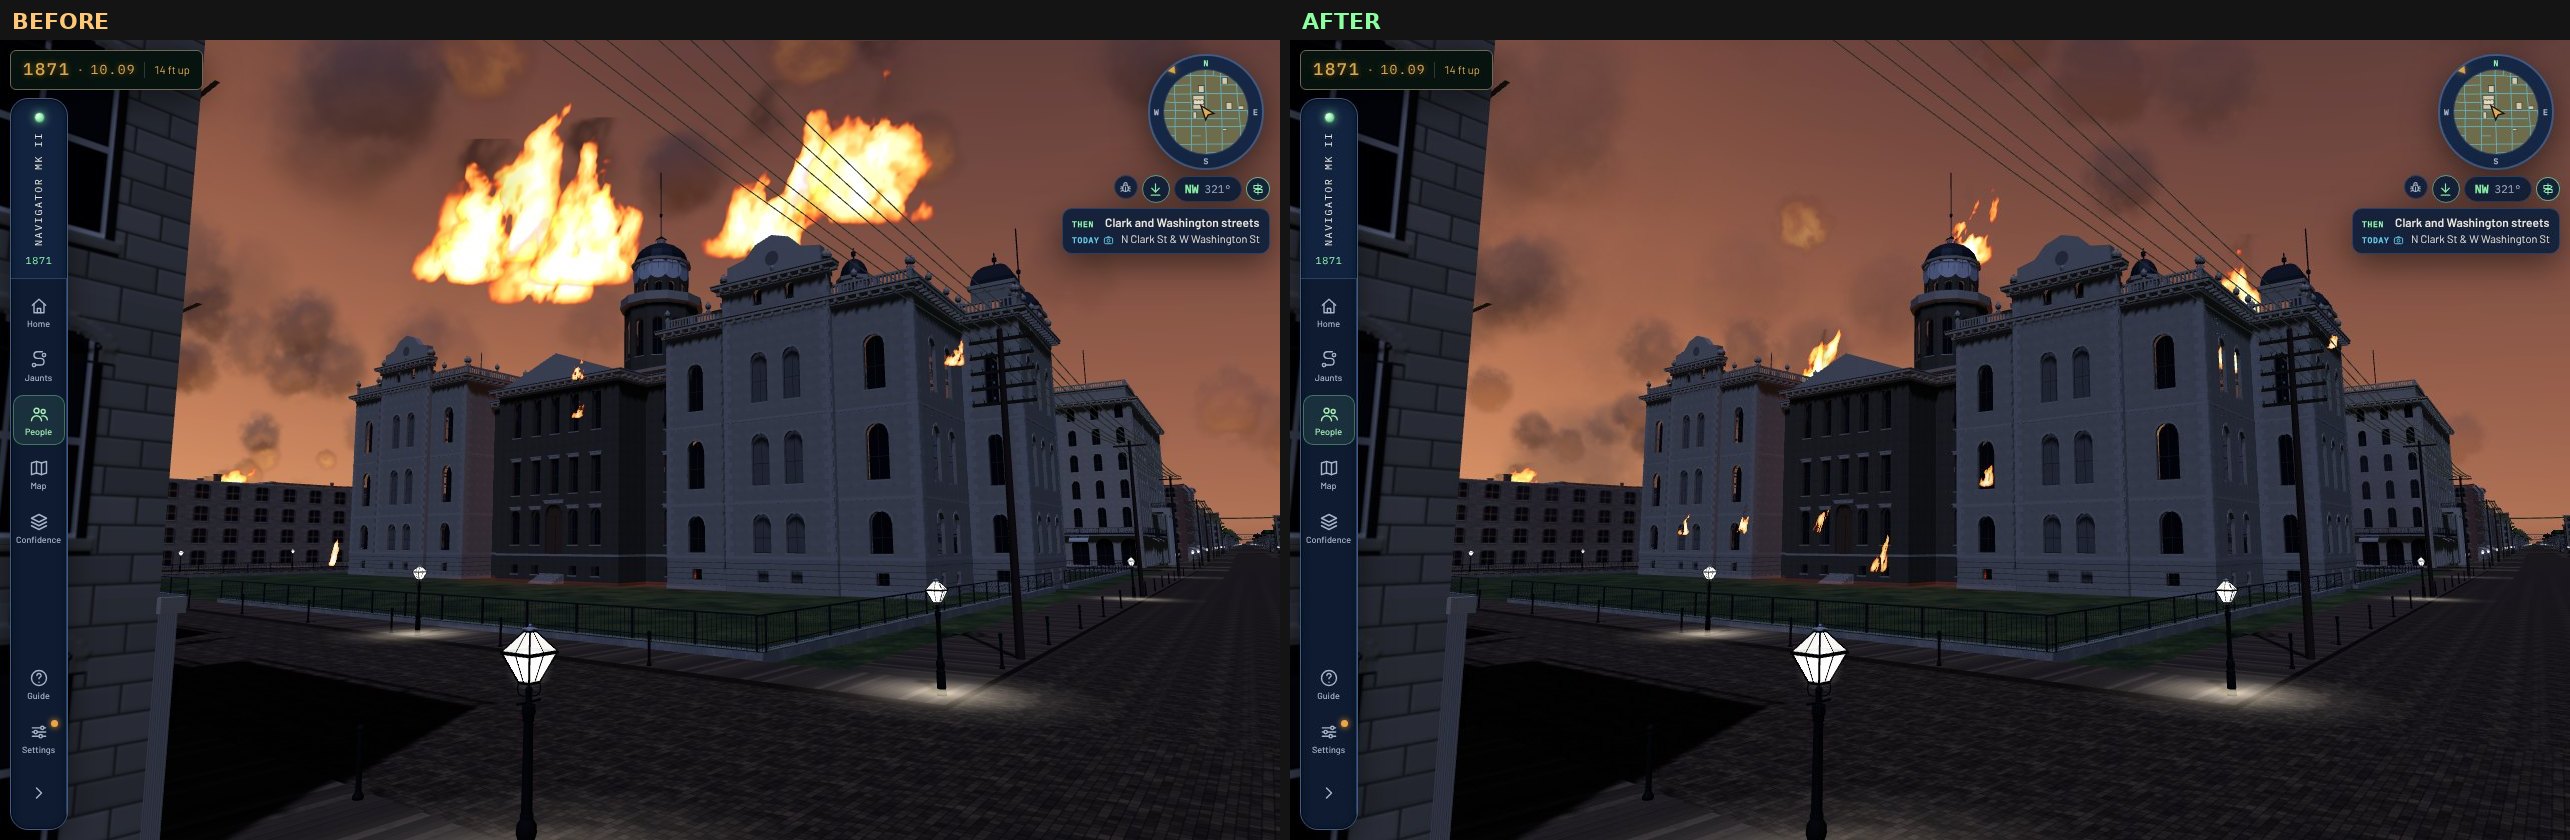 BEFORE
1871 · 10.09 14 ft up
NAVIGATOR MK II
1871
Home
Jaunts
People
Map
Confidence
Guide
Settings
N
W E
S
NW 321°
THEN Clark and Washington streets
TODAY N Clark St & W Washington St
AFTER
1871 · 10.09 14 ft up
NAVIGATOR MK II
1871
Home
Jaunts
People
Map
Confidence
Guide
Settings
N
W E
S
NW 321°
THEN Clark and Washington streets
TODAY N Clark St & W Washington St